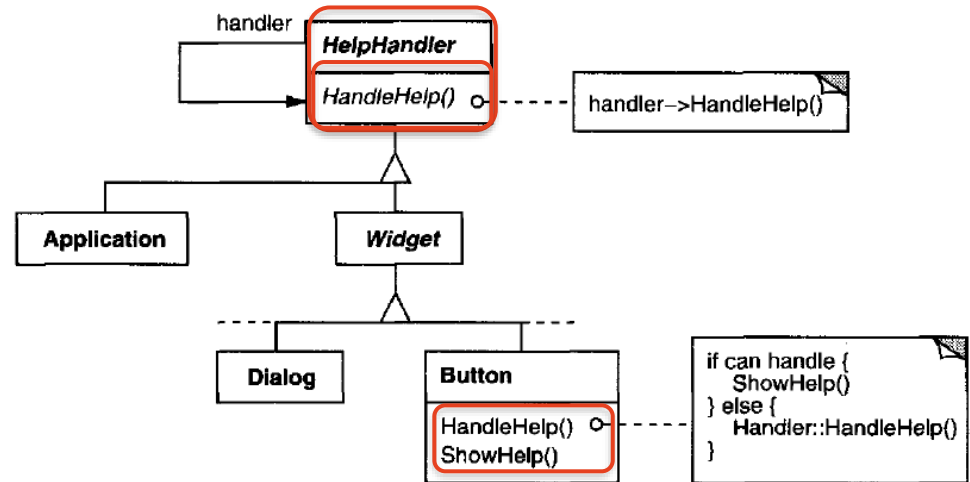 handler
HelpHandler
HandleHelp()
handler->HandleHelp()
Application
Widget
Dialog
Button
HandleHelp()
ShowHelp()
if can handle {
ShowHelp()
} else {
Handler::HandleHelp()
}